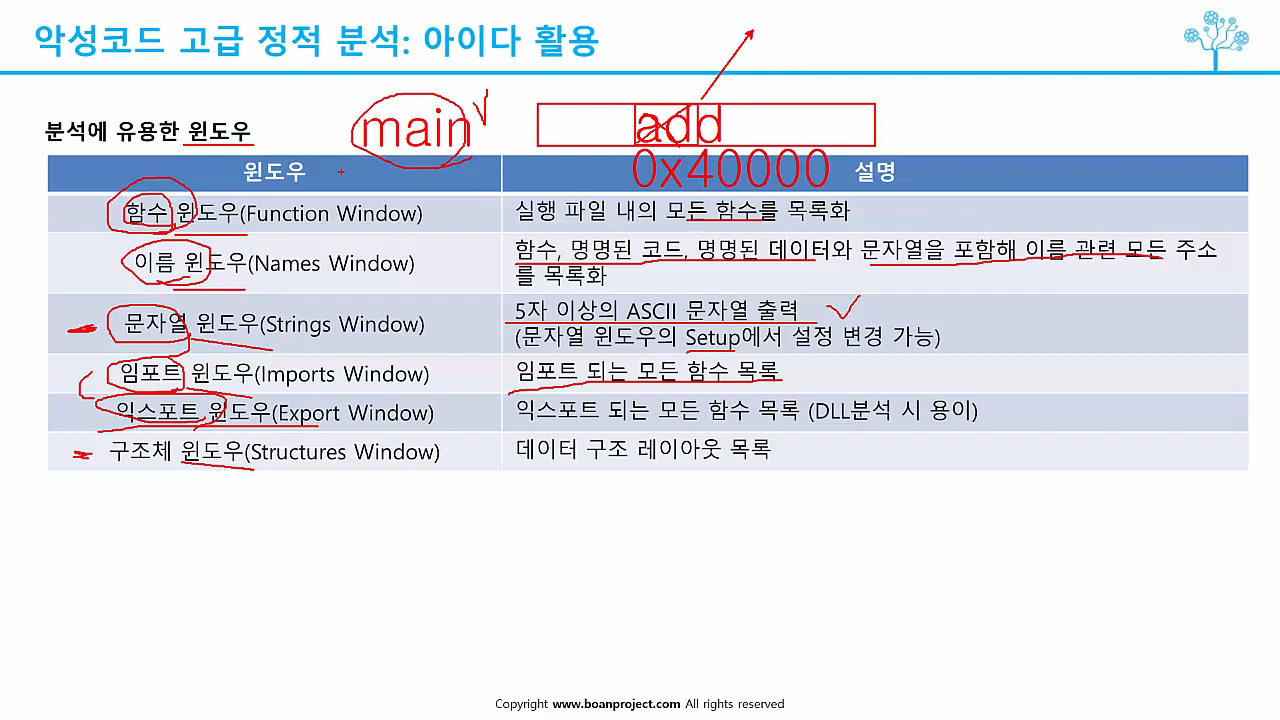 악성코드 고급 정적 분석: 아이다 활용
분석에 유용한 윈도우
main
add
0x40000
윈도우 설명
함수 윈도우(Function Window) 실행 파일 내의 모든 함수를 목록화
이름 윈도우(Names Window) 함수, 명명된 코드, 명명된 데이터와 문자열을 포함해 이름 관련 모든 주소
를 목록화
문자열 윈도우(Strings Window) 5자 이상의 ASCII 문자열 출력
(문자열 윈도우의 Setup에서 설정 변경 가능)
임포트 윈도우(Imports Window) 임포트 되는 모든 함수 목록
익스포트 윈도우(Export Window) 익스포트 되는 모든 함수 목록 (DLL분석 시 용이)
구조체 윈도우(Structures Window) 데이터 구조 레이아웃 목록
Copyright www.boanproject.com All rights reserved